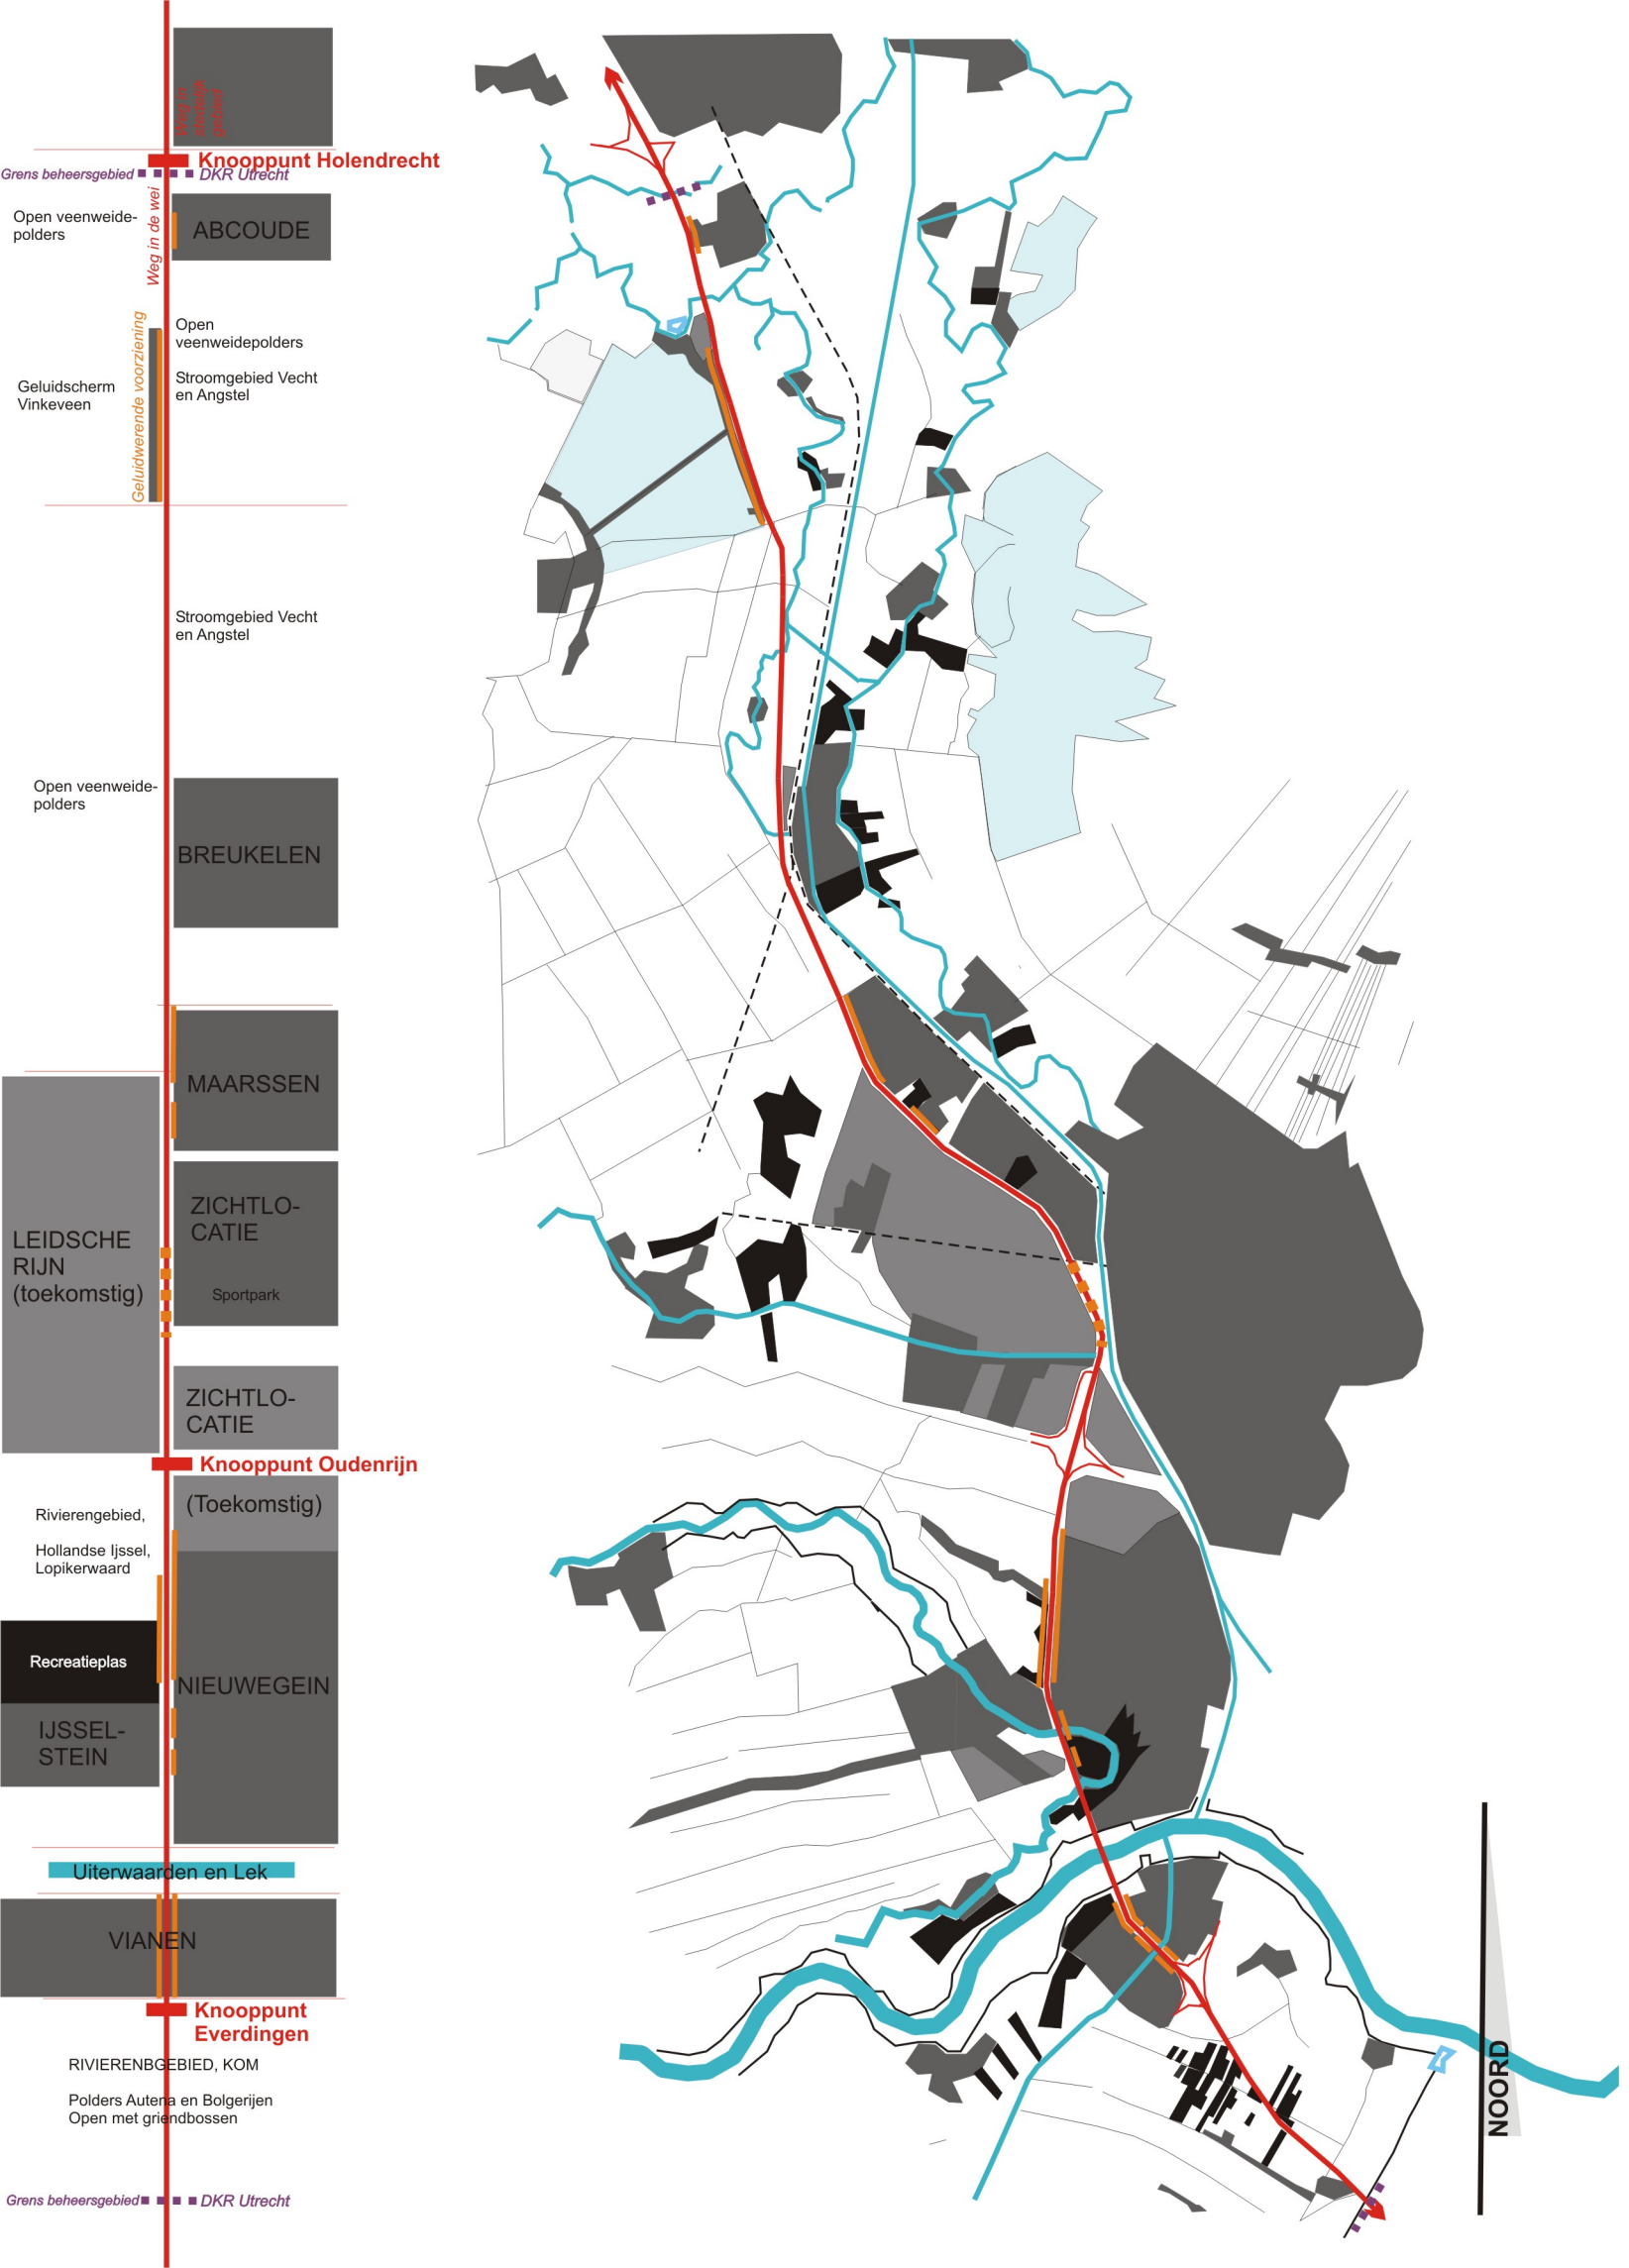 Weg in
stedelijk
gebied
Knooppunt Holendrecht
Grens beheersgebied
DKR Utrecht
Weg in de wei
Open veenweide-
polders
ABCOUDE
Geluidwerende voorziening
Open
veenweidepolders
Stroomgebied Vecht
en Angstel
Geluidscherm
Vinkeveen
Stroomgebied Vecht
en Angstel
Open veenweide-
polders
BREUKELEN
MAARSSEN
LEIDSCHE
RIJN
(toekomstig)
ZICHTLO-
CATIE
Sportpark
ZICHTLO-
CATIE
Knooppunt Oudenrijn
(Toekomstig)
Rivierengebied,
Hollandse Ijssel,
Lopikerwaard
Recreatieplas
NIEUWEGEIN
IJSSEL-
STEIN
Uiterwaarden en Lek
VIANEN
Knooppunt
Everdingen
RIVIERENBGEBIED, KOM
Polders Autena en Bolgerijen
Open met griendbossen
Grens beheersgebied
DKR Utrecht
NOORD